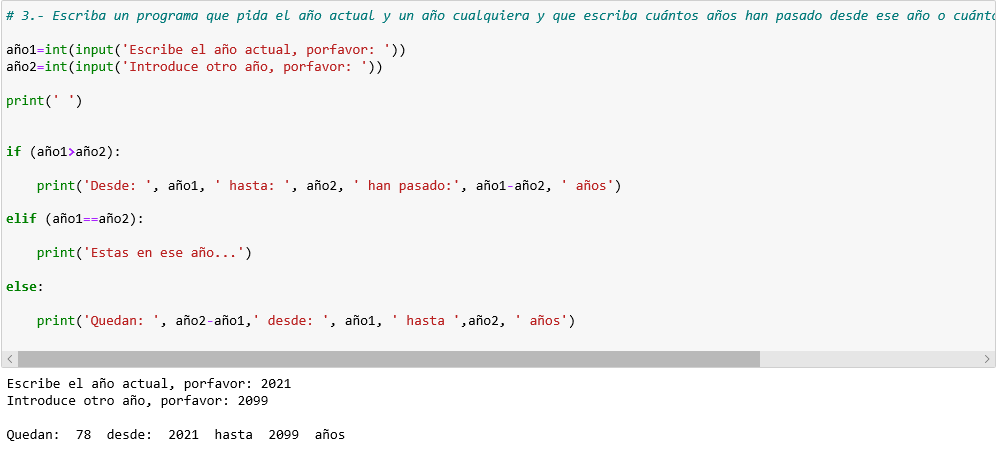 # 3.- Escriba un programa que pida el año actual y un año cualquiera y que escriba cuántos años han pasado desde ese año o
año1=int(input('Escribe el año actual, porfavor: '))
año2=int(input('Introduce otro año, porfavor: '))
print(' ')
if (año1>año2):
print('Desde: ', año1, ' hasta: ', año2, ' han pasado:', año1-año2, ' años')
elif (año1==año2):
print('Estas en ese año...')
else:
print('Quedan: ', año2-año1,' desde: ', año1, ' hasta ',año2, ' años')
Escribe el año actual, porfavor: 2021
Introduce otro año, porfavor: 2099
Quedan:  78  desde:  2021  hasta  2099  años